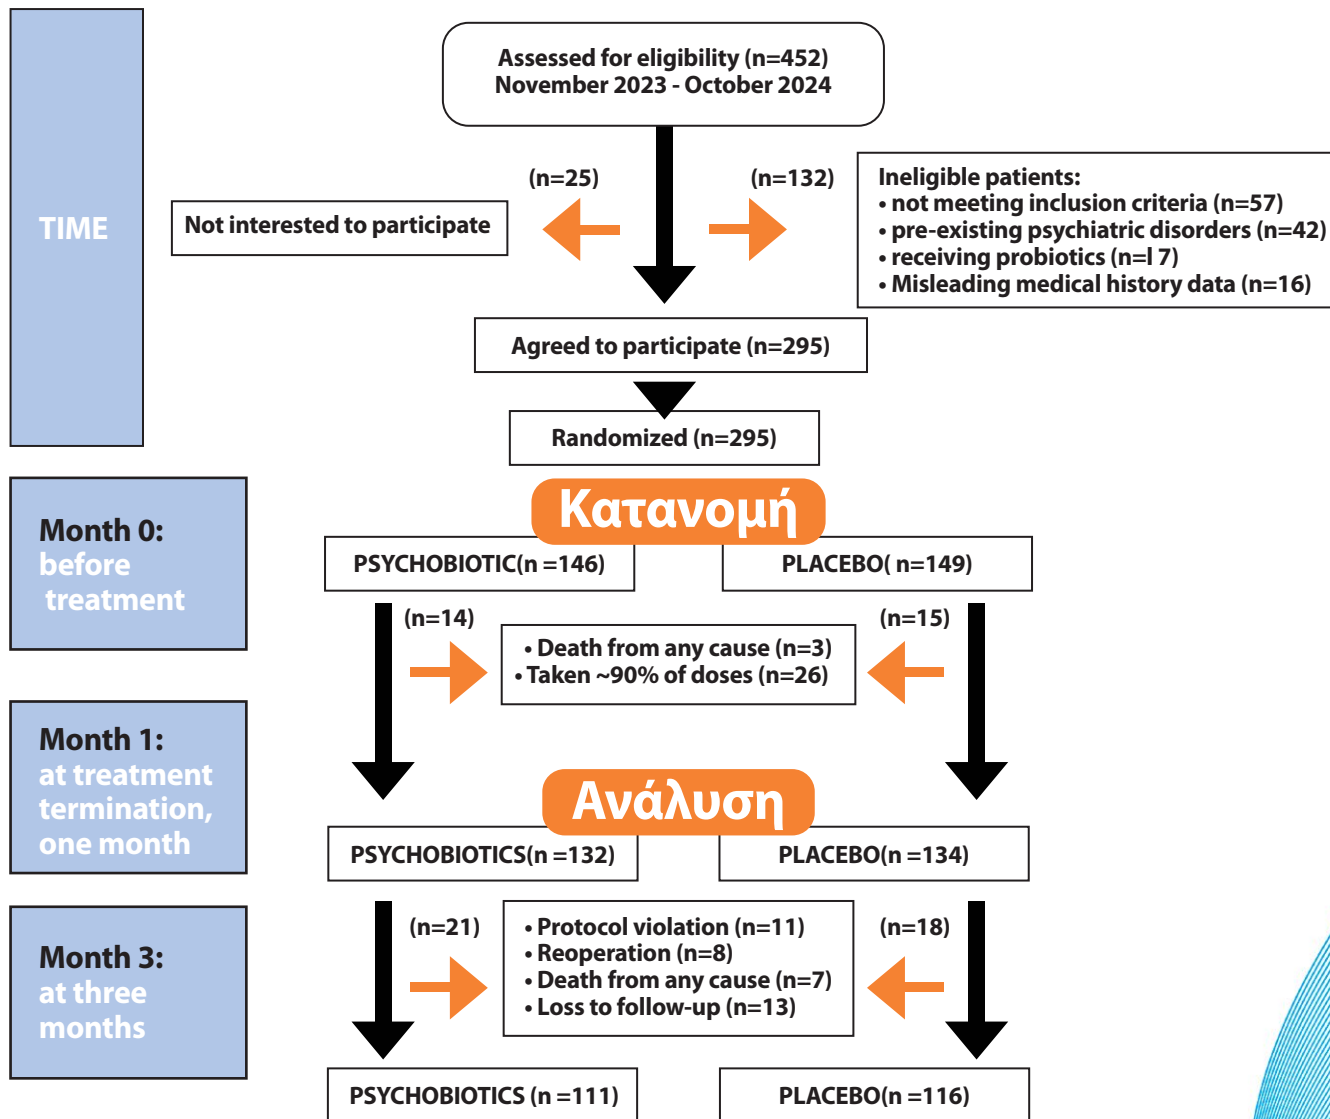 Assessed for eligibility (n=452)
November 2023 - October 2024
TIME
(n=25)
(n=132)
Not interested to participate
Ineligible patients:
• not meeting inclusion criteria (n=57)
• pre-existing psychiatric disorders (n=42)
• receiving probiotics (n=l 7)
• Misleading medical history data (n=16)
Agreed to participate (n=295)
Randomized (n=295)
Κατανομή
Month 0:
before
treatment
PSYCHOBIOTIC(n =146)
PLACEBO( n=149)
(n=14)
(n=15)
• Death from any cause (n=3)
• Taken ~90% of doses (n=26)
Month 1:
at treatment
termination,
one month
Ανάλυση
PSYCHOBIOTICS(n =132)
PLACEBO(n =134)
(n=21)
(n=18)
• Protocol violation (n=11)
• Reoperation (n=8)
• Death from any cause (n=7)
• Loss to follow-up (n=13)
Month 3:
at three
months
PSYCHOBIOTICS (n =111)
PLACEBO(n =116)